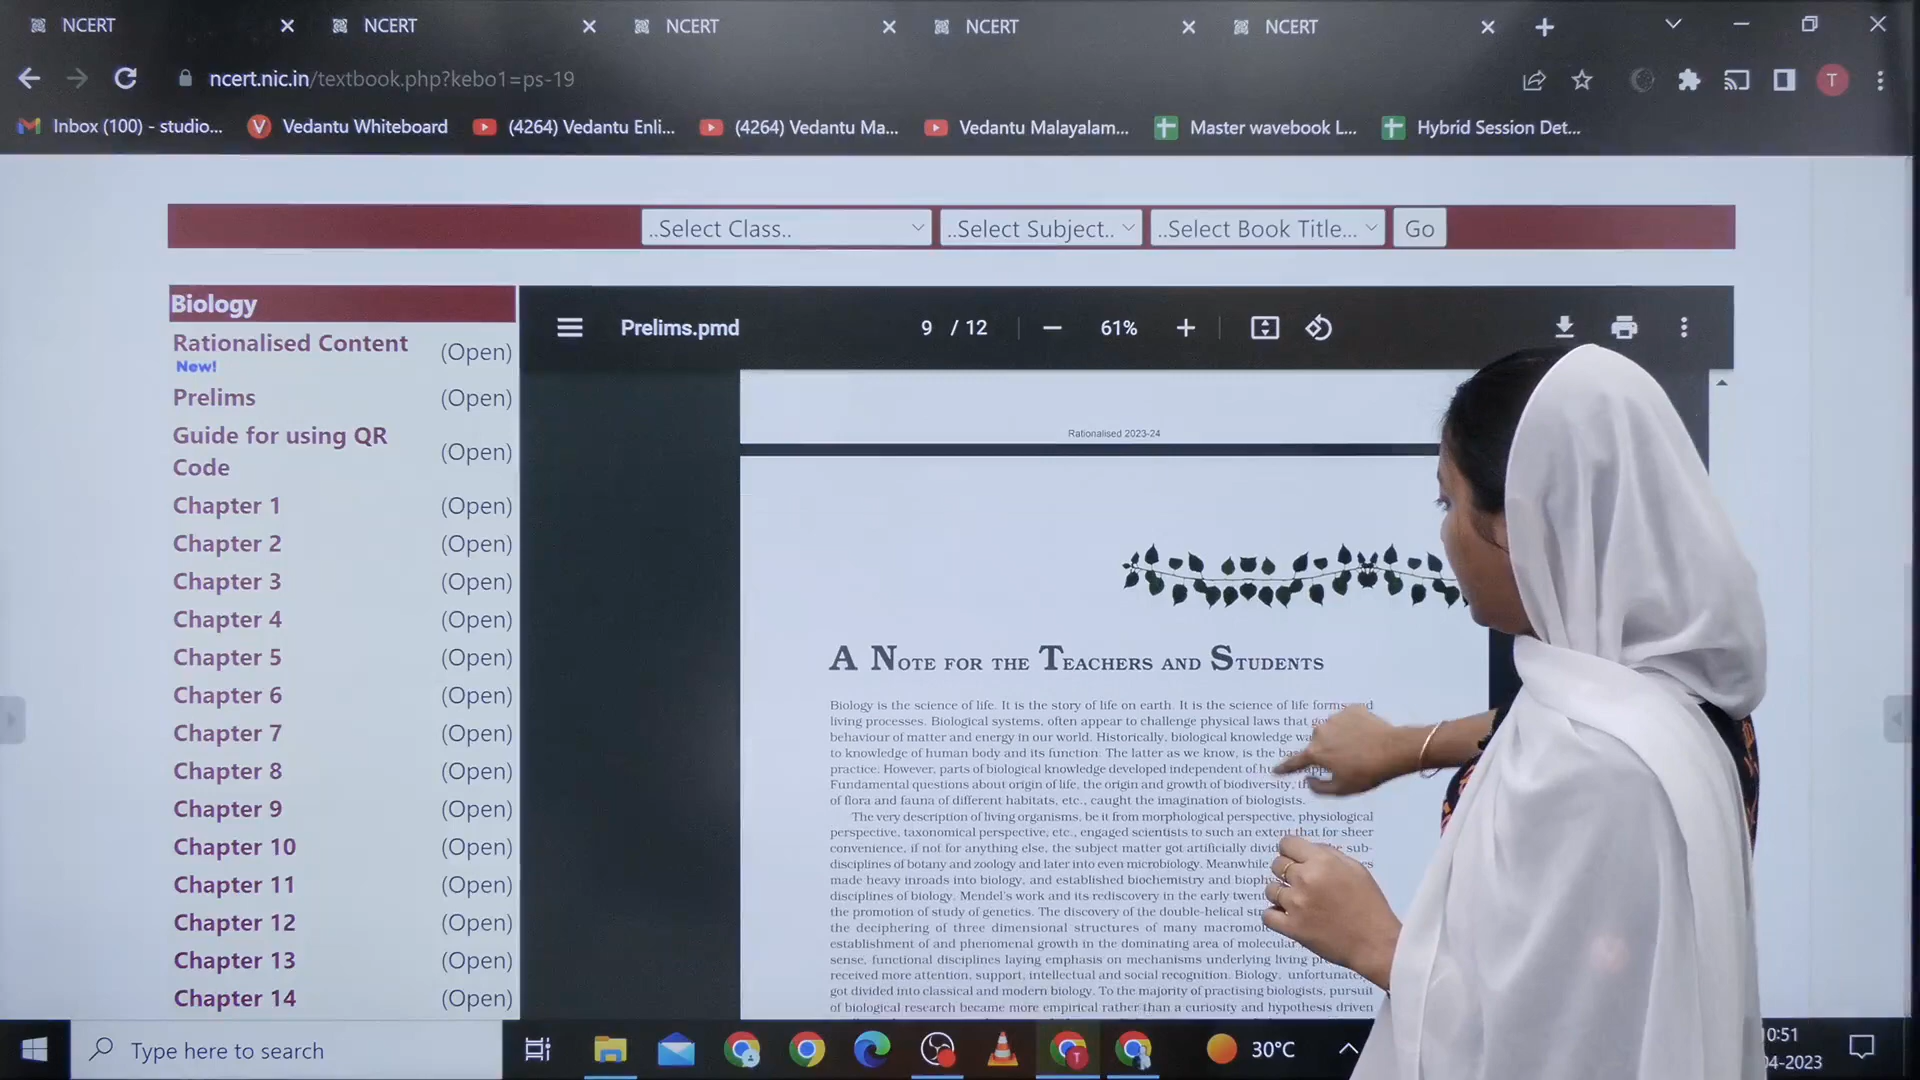 NCERT
NCERT
NCERT
NCERT
NCERT
ncert.nic.in/textbook.php?kebo1=ps-19
T
Inbox (100) - studio...
Vedantu Whiteboard
(4264) Vedantu Enli...
(4264) Vedantu Ma...
Vedantu Malayalam...
Master wavebook L...
Hybrid Session Det...
..Select Class..
..Select Subject..
..Select Book Title...
Go
Biology
Rationalised Content (Open)
New!
Prelims (Open)
Guide for using QR Code (Open)
Chapter 1 (Open)
Chapter 2 (Open)
Chapter 3 (Open)
Chapter 4 (Open)
Chapter 5 (Open)
Chapter 6 (Open)
Chapter 7 (Open)
Chapter 8 (Open)
Chapter 9 (Open)
Chapter 10 (Open)
Chapter 11 (Open)
Chapter 12 (Open)
Chapter 13 (Open)
Chapter 14 (Open)
Prelims.pmd
9 / 12
61%
Rationalised 2023-24
A NOTE FOR THE TEACHERS AND STUDENTS
Biology is the science of life. It is the story of life on earth. It is the science of life forms
living processes. Biological systems, often appear to challenge physical laws that
behaviour of matter and energy in our world. Historically, biological knowledge
to knowledge of human body and its function. The latter as we know, is the
practice. However, parts of biological knowledge developed independent of
Fundamental questions about origin of life, the origin and growth of biodiversity,
of flora and fauna of different habitats, etc., caught the imagination of biologists.
The very description of living organisms, be it from morphological perspective, physiological
perspective, taxonomical perspective, etc., engaged scientists to such an extent that for sheer
convenience, if not for anything else, the subject matter got artificially sub-
disciplines of botany and zoology and later into even microbiology. Meanwhile,
made heavy inroads into biology, and established biochemistry and
disciplines of biology. Mendel's work and its rediscovery in the early
the promotion of study of genetics. The discovery of the double-helical
the deciphering of three dimensional structures of many
establishment of and phenomenal growth in the dominating area of molecular
sense, functional disciplines laying emphasis on mechanisms underlying living
received more attention, support, intellectual and social recognition. Biology,
got divided into classical and modern biology. To the majority of practising biologists, pursuit
of biological research became more empirical rather than a curiosity and hypothesis driven
Type here to search
30°C
0:51
04-2023